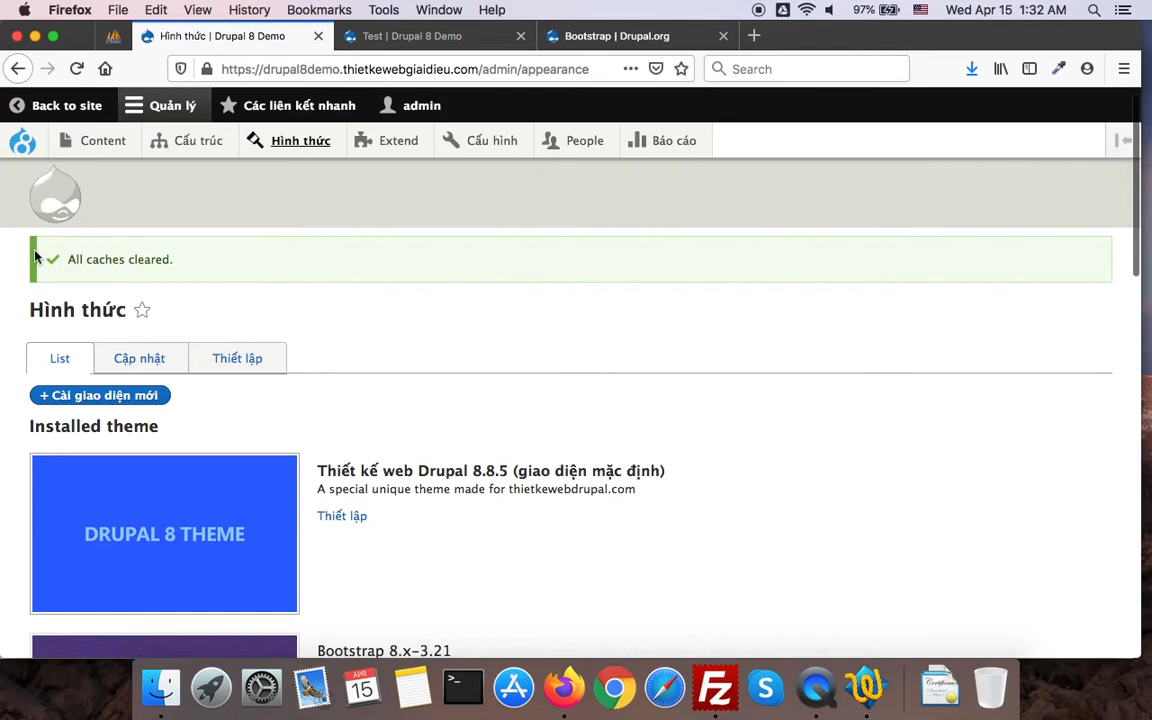 Firefox File Edit View History Bookmarks Tools Window Help 97% Wed Apr 15 1:32 AM
Hình thức | Drupal 8 Demo Test | Drupal 8 Demo Bootstrap | Drupal.org
https://drupal8demo.thietkewebgiaidieu.com/admin/appearance Search
Back to site Quản lý Các liên kết nhanh admin
Content Cấu trúc Hình thức Extend Cấu hình People Báo cáo
All caches cleared.
Hình thức
List Cập nhật Thiết lập
+ Cài giao diện mới
Installed theme
DRUPAL 8 THEME
Thiết kế web Drupal 8.8.5 (giao diện mặc định)
A special unique theme made for thietkewebdrupal.com
Thiết lập
Bootstrap 8.x-3.21
APR
15
>_
Fz
S